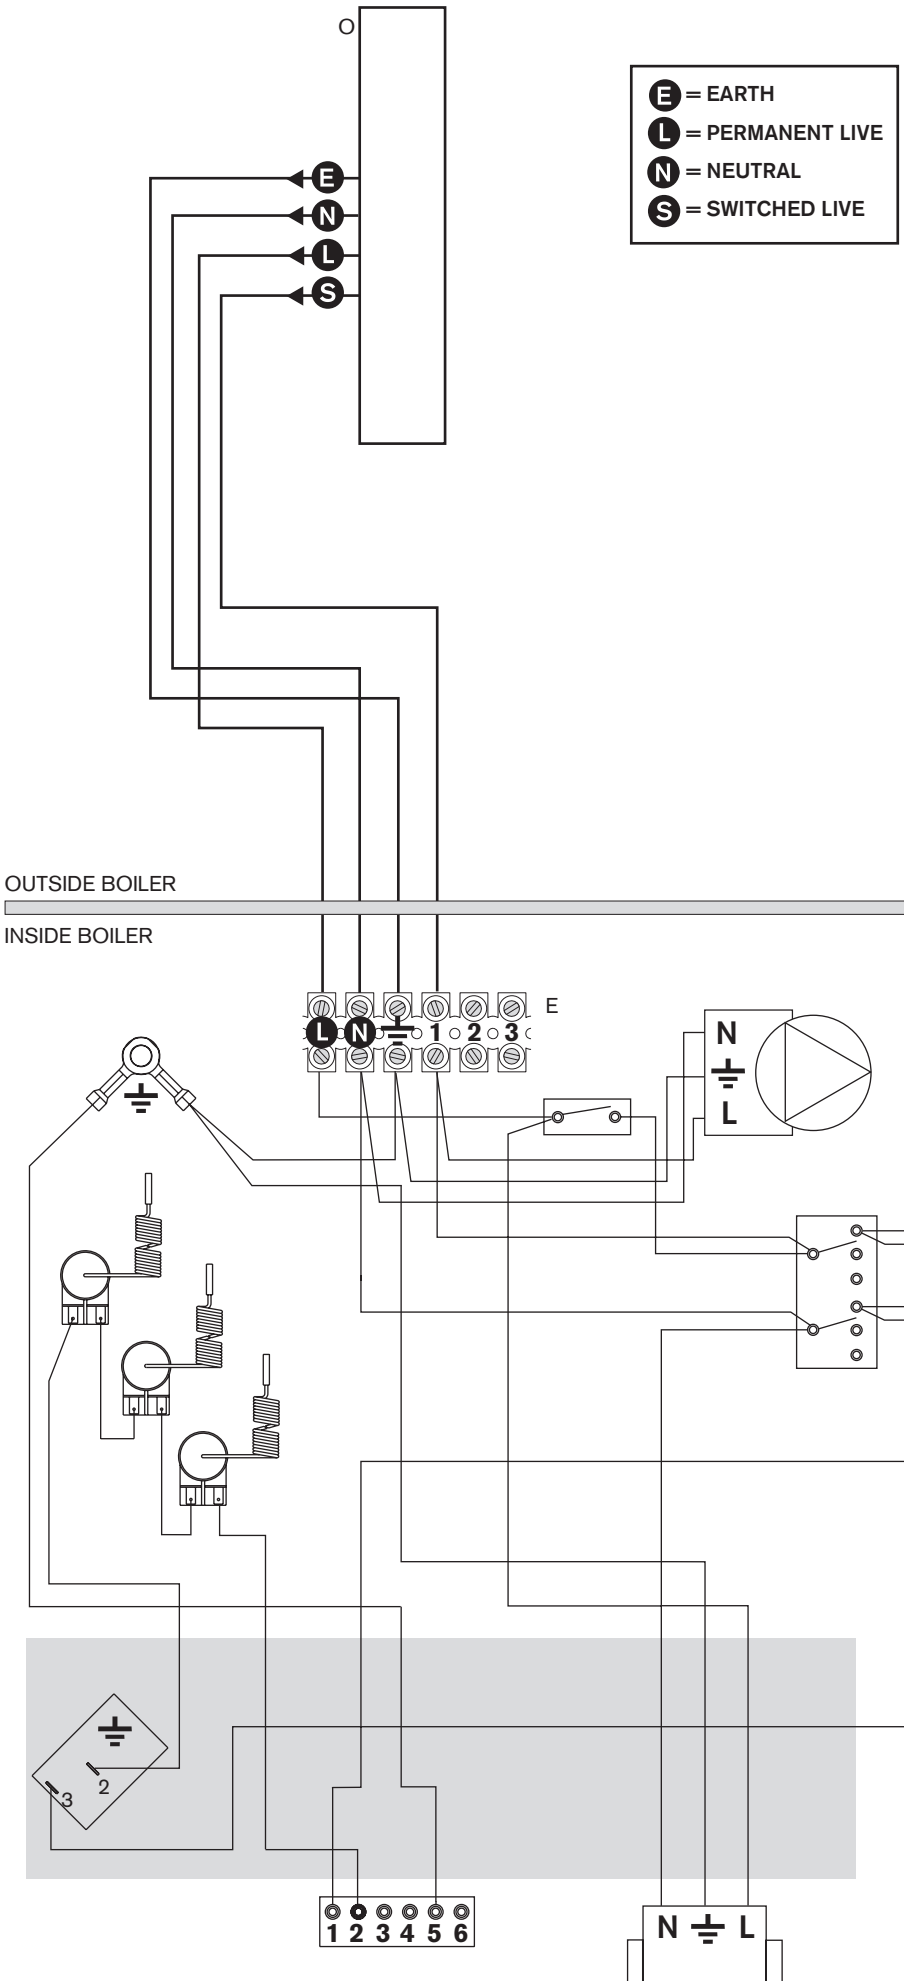 O
E = EARTH
L = PERMANENT LIVE
N = NEUTRAL
S = SWITCHED LIVE
E
N
L
S
OUTSIDE BOILER
INSIDE BOILER
E
L N 1 2 3
N
L
2
3
1 2 3 4 5 6
N L